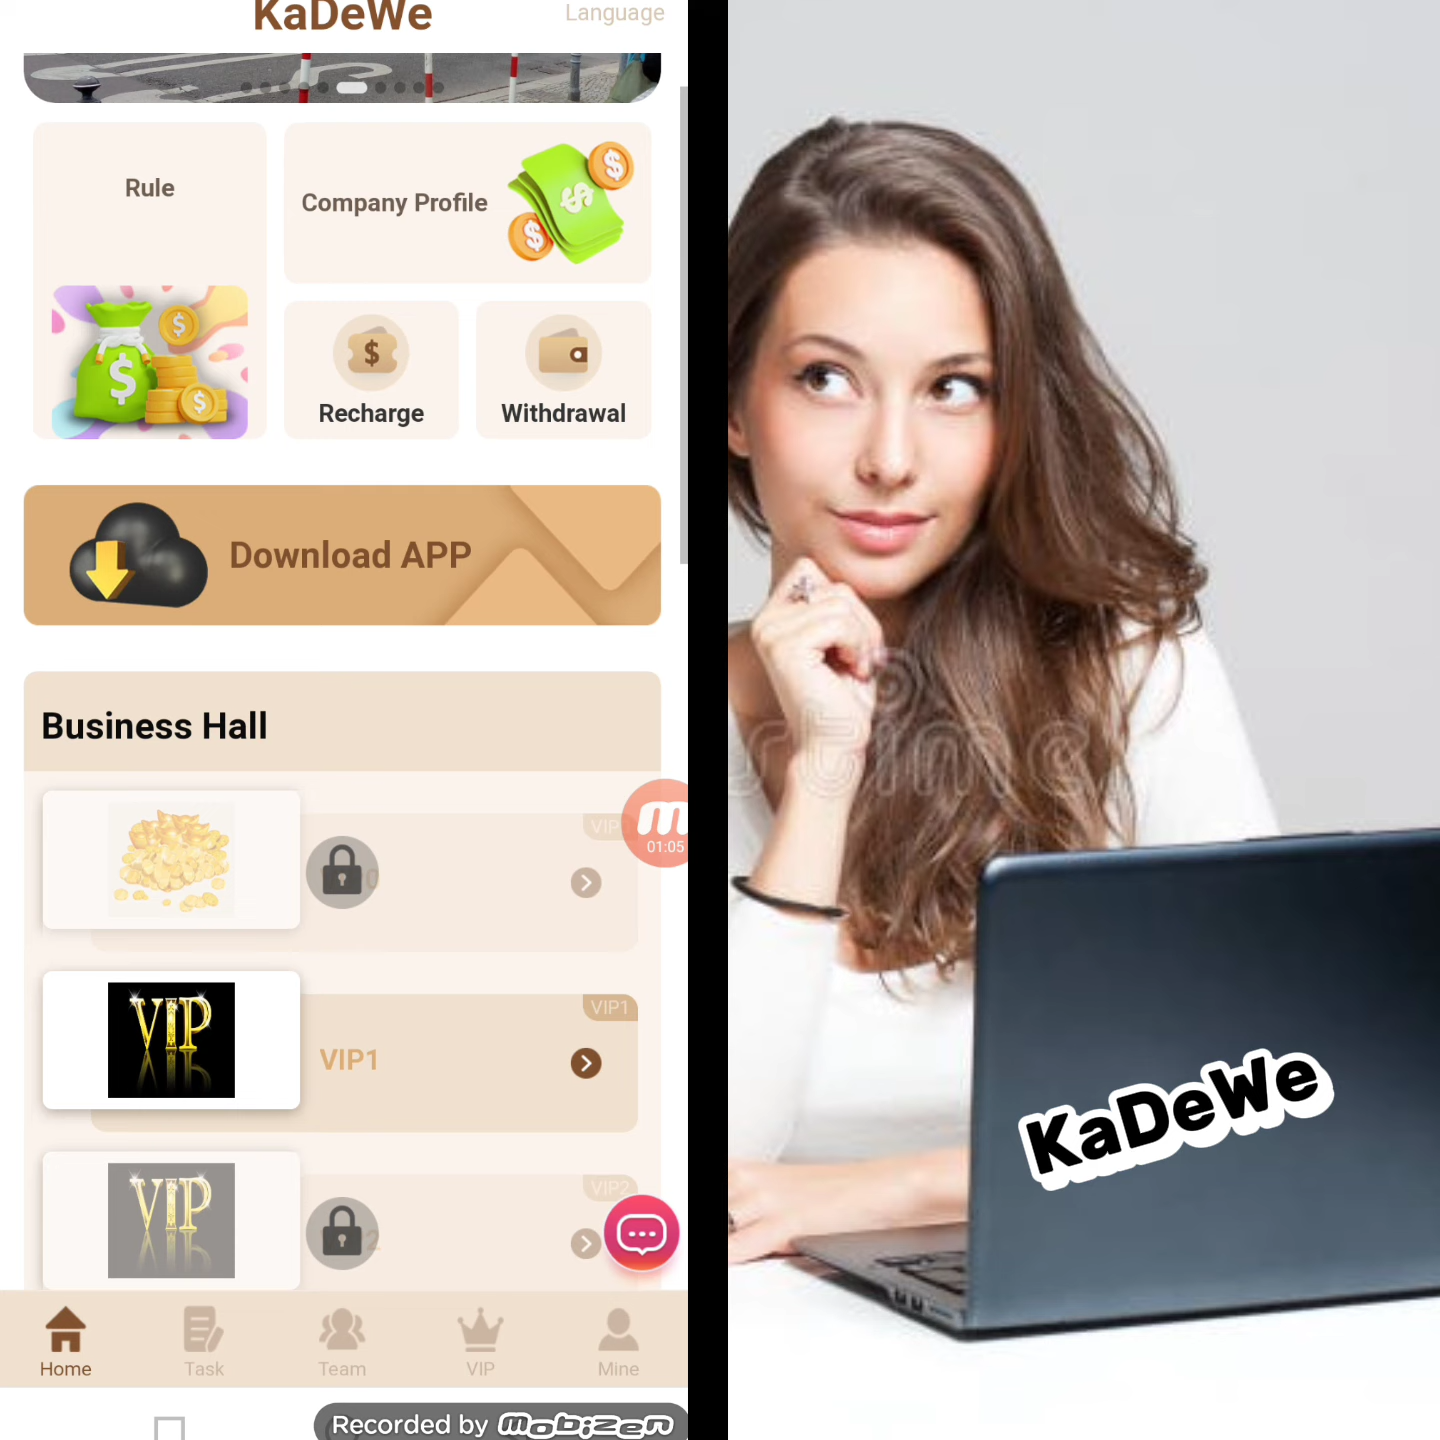 KaDeWe
Language
Rule
Company Profile
Recharge
Withdrawal
Download APP
Business Hall
VIP
01:05
VIP
VIP1
VIP1
VIP
VIP2
Home
Task
Team
VIP
Mine
Recorded by Mobizen
KaDeWe